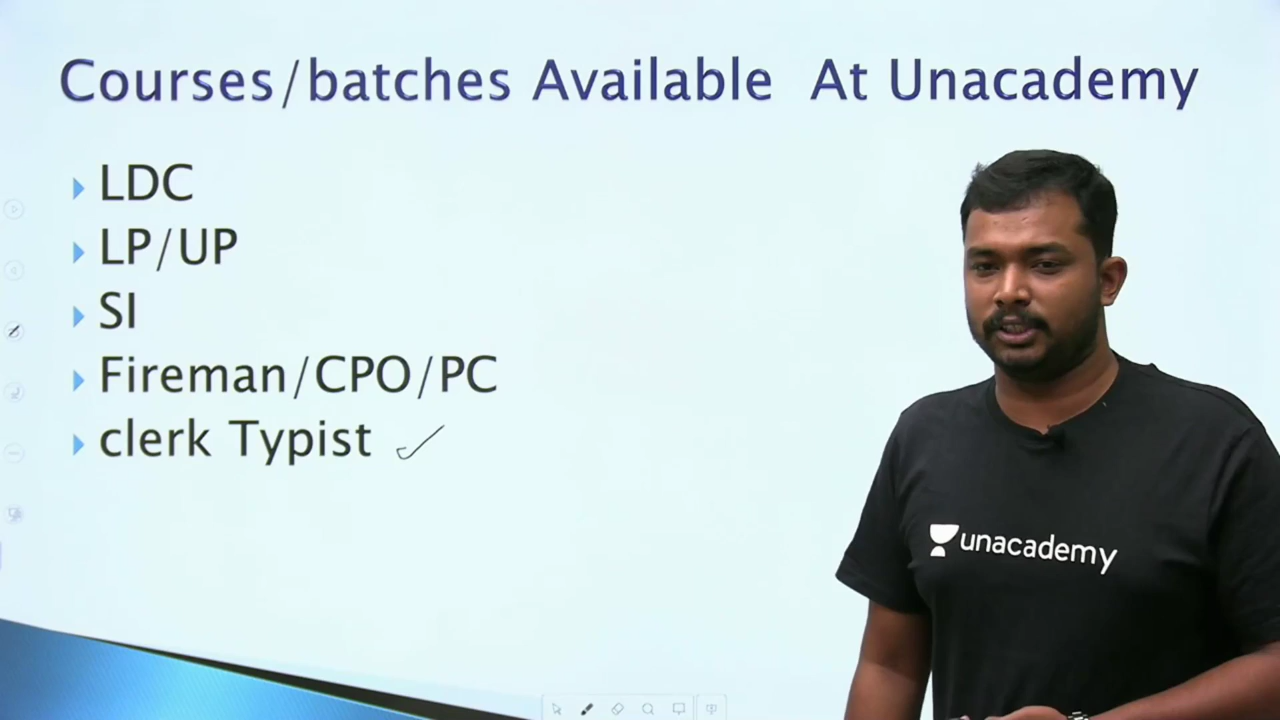 Courses/batches Available At Unacademy
LDC
LP/UP
SI
Fireman/CPO/PC
clerk Typist
unacademy